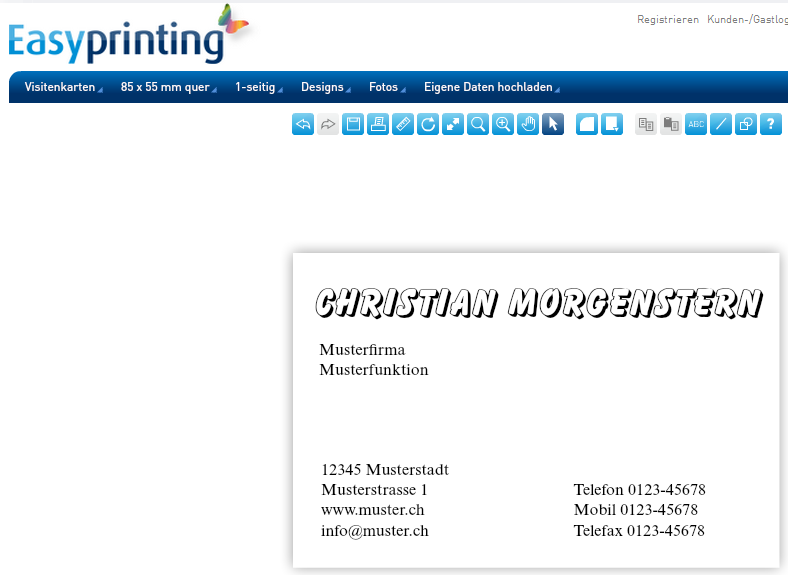 Easyprinting
Registrieren Kunden-/Gastlog
Visitenkarten 85 x 55 mm quer 1-seitig Designs Fotos Eigene Daten hochladen
ABC ?
CHRISTIAN MORGENSTERN
Musterfirma
Musterfunktion
12345 Musterstadt
Musterstrasse 1
www.muster.ch
info@muster.ch
Telefon 0123-45678
Mobil 0123-45678
Telefax 0123-45678